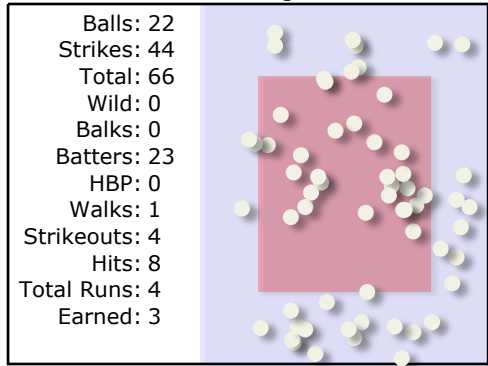 Balls: 22
Strikes: 44
Total: 66
Wild: 0
Balks: 0
Batters: 23
HBP: 0
Walks: 1
Strikeouts: 4
Hits: 8
Total Runs: 4
Earned: 3